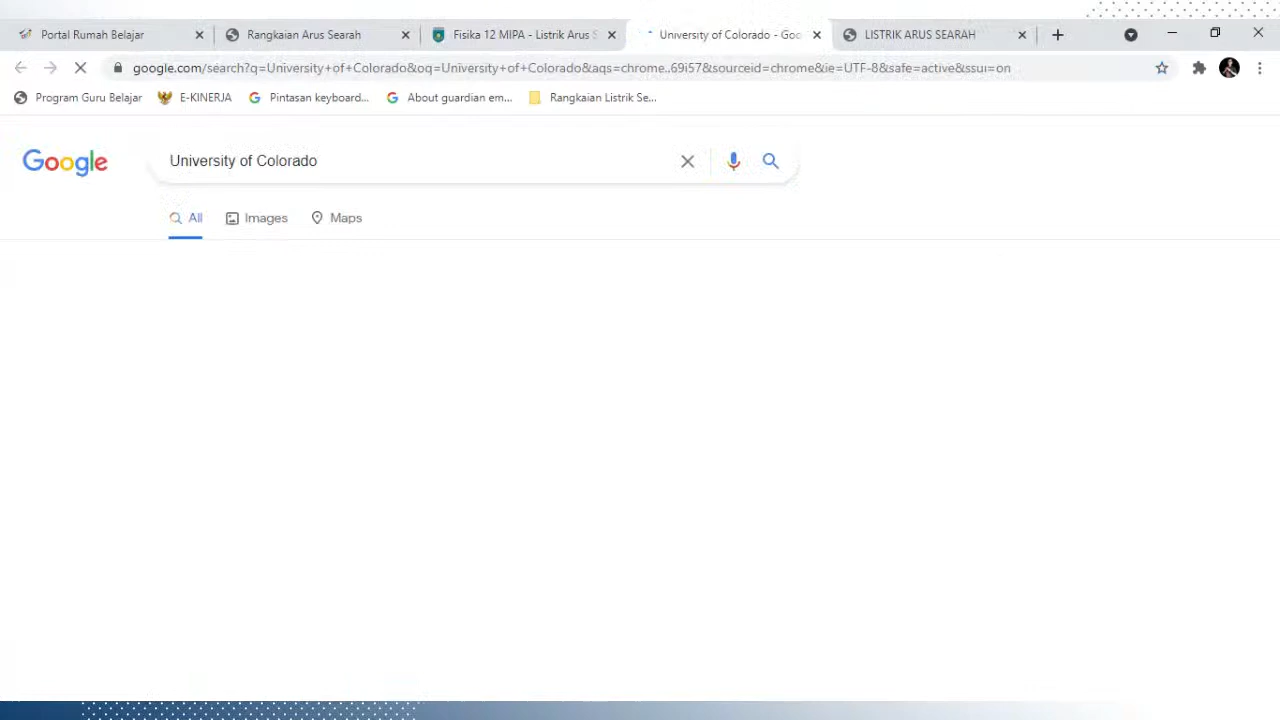 Portal Rumah Belajar
Rangkaian Arus Searah
Fisika 12 MIPA - Listrik Arus S
University of Colorado - Goo
LISTRIK ARUS SEARAH
google.com/search?q=University+of+Colorado&oq=University+of+Colorado&aqs=chrome..69i57&sourceid=chrome&ie=UTF-8&safe=active&ssui=on
Program Guru Belajar
E-KINERJA
Pintasan keyboard...
About guardian em...
Rangkaian Listrik Se...
Google
University of Colorado
All
Images
Maps